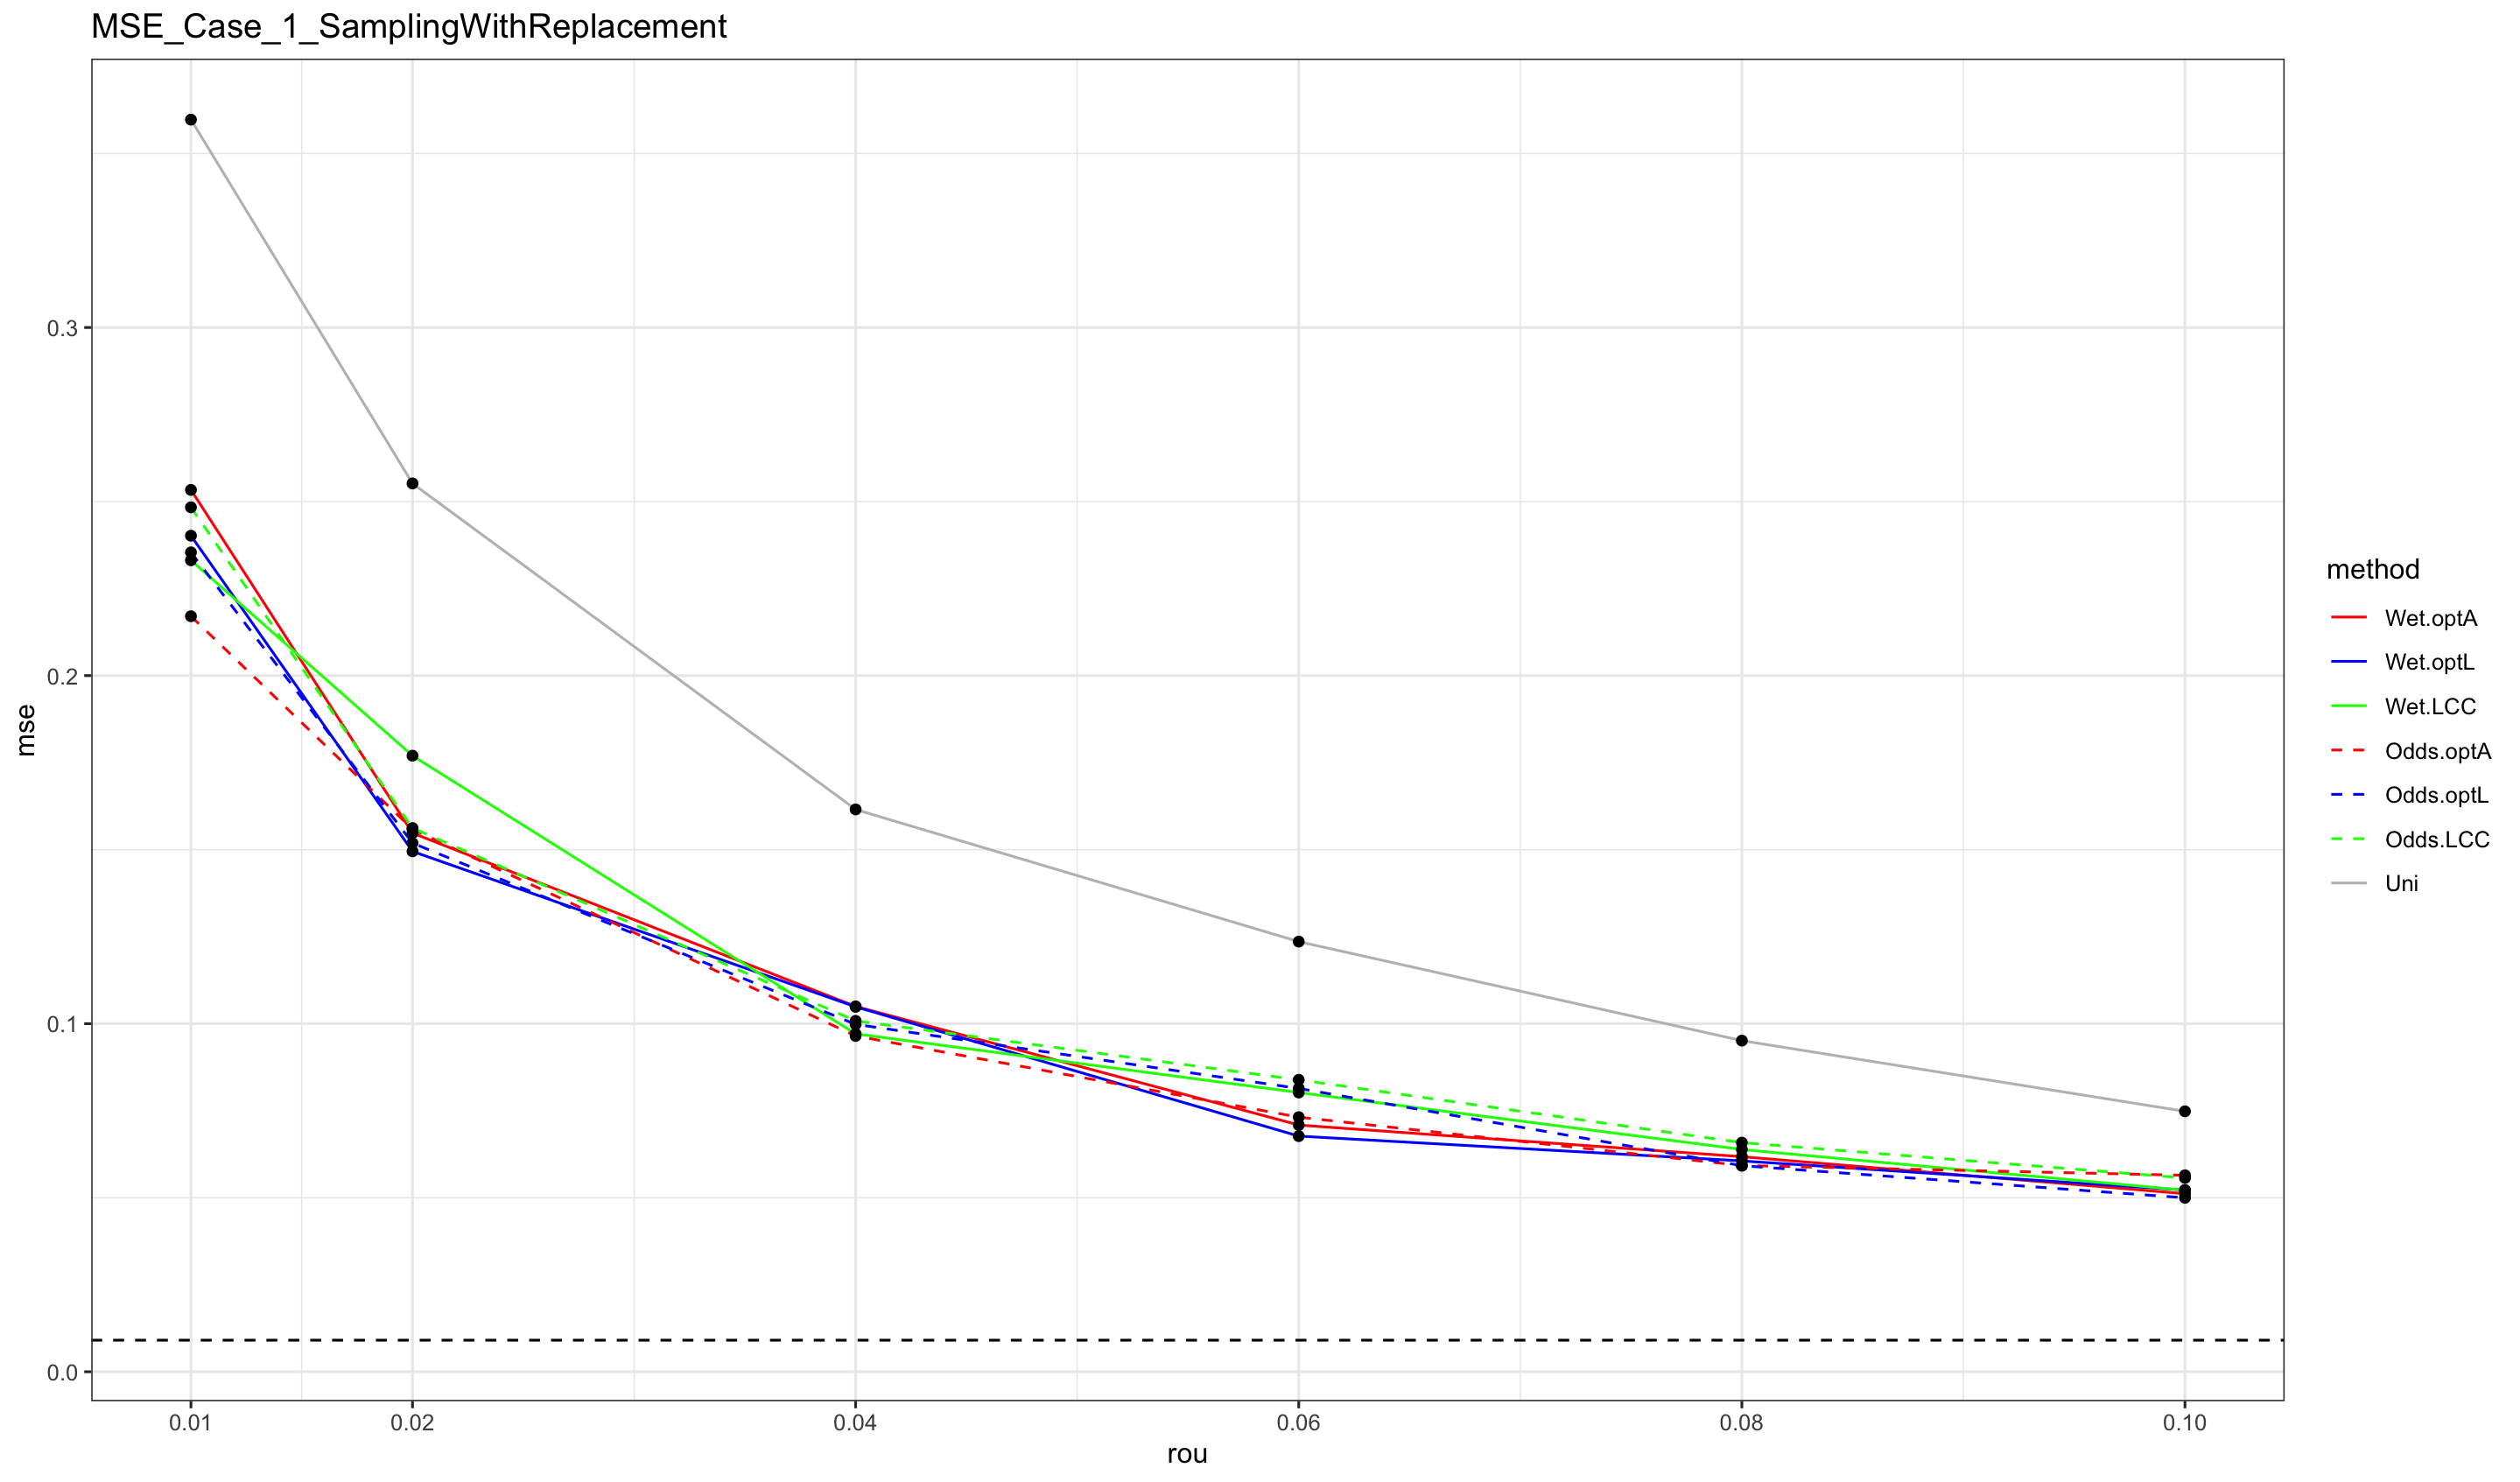 MSE_Case_1_SamplingWithReplacement
mse
0.3
0.2
0.1
0.0
0.01 0.02 0.04 0.06 0.08 0.10
rou
method
Wet.optA
Wet.optL
Wet.LCC
Odds.optA
Odds.optL
Odds.LCC
Uni